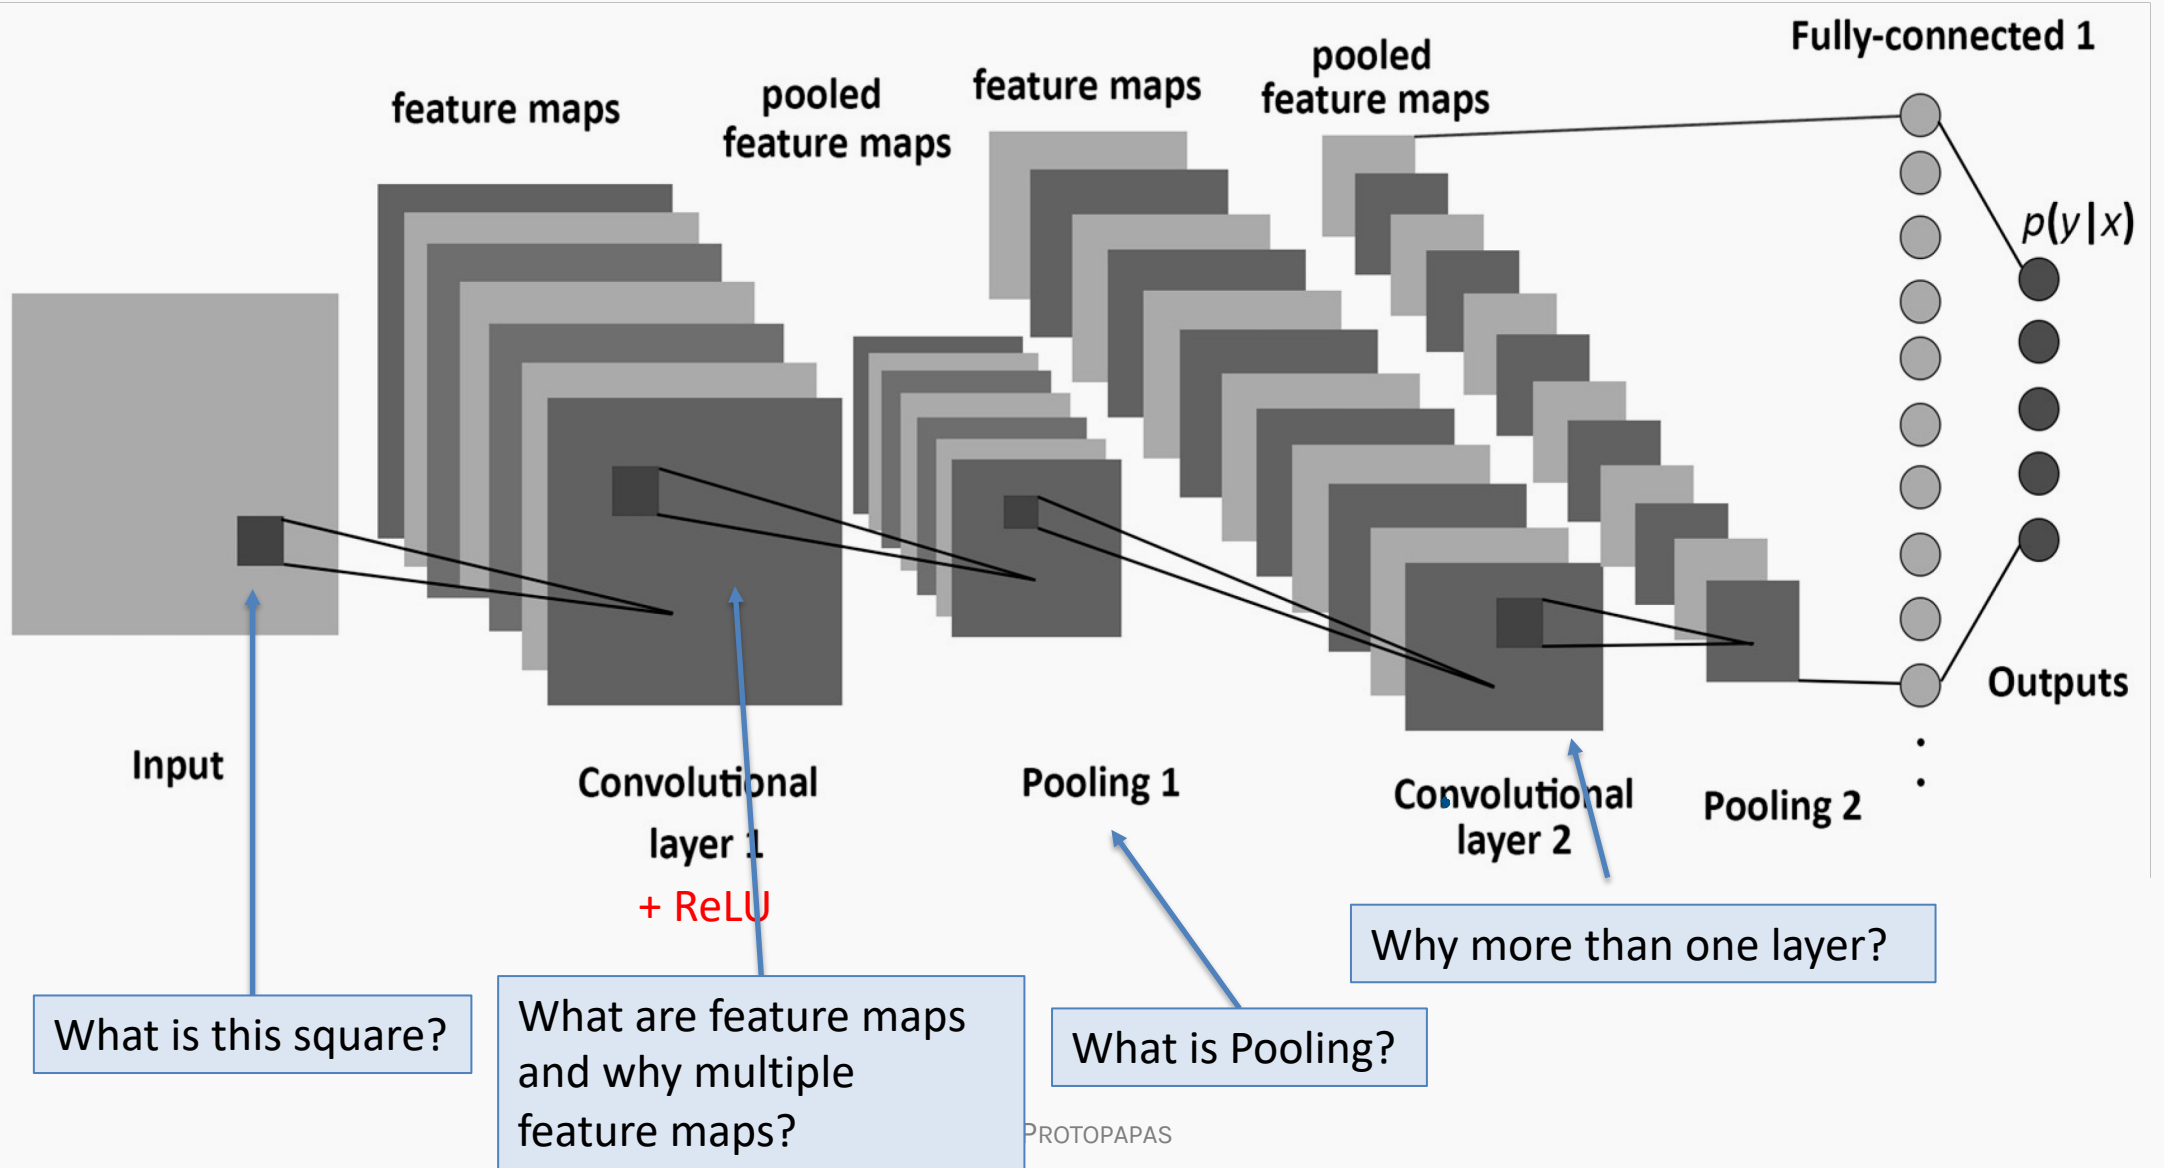 Fully-connected 1
pooled
feature maps
feature maps
pooled
feature maps
feature maps
p(y|x)
Outputs
Input
Convolutional
layer 1
+ ReLU
Pooling 1
Convolutional
layer 2
Pooling 2
What is this square?
What are feature maps
and why multiple
feature maps?
What is Pooling?
Why more than one layer?
PROTOPAPAS